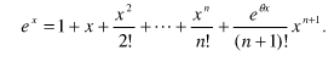 e^x = 1 + x + x^2/2! + ··· + x^n/n! + e^{θx}/(n+1)! x^{n+1}.